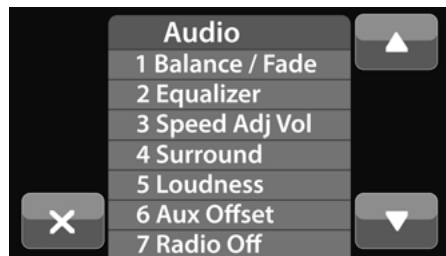 Audio
1 Balance / Fade
2 Equalizer
3 Speed Adj Vol
4 Surround
5 Loudness
6 Aux Offset
7 Radio Off